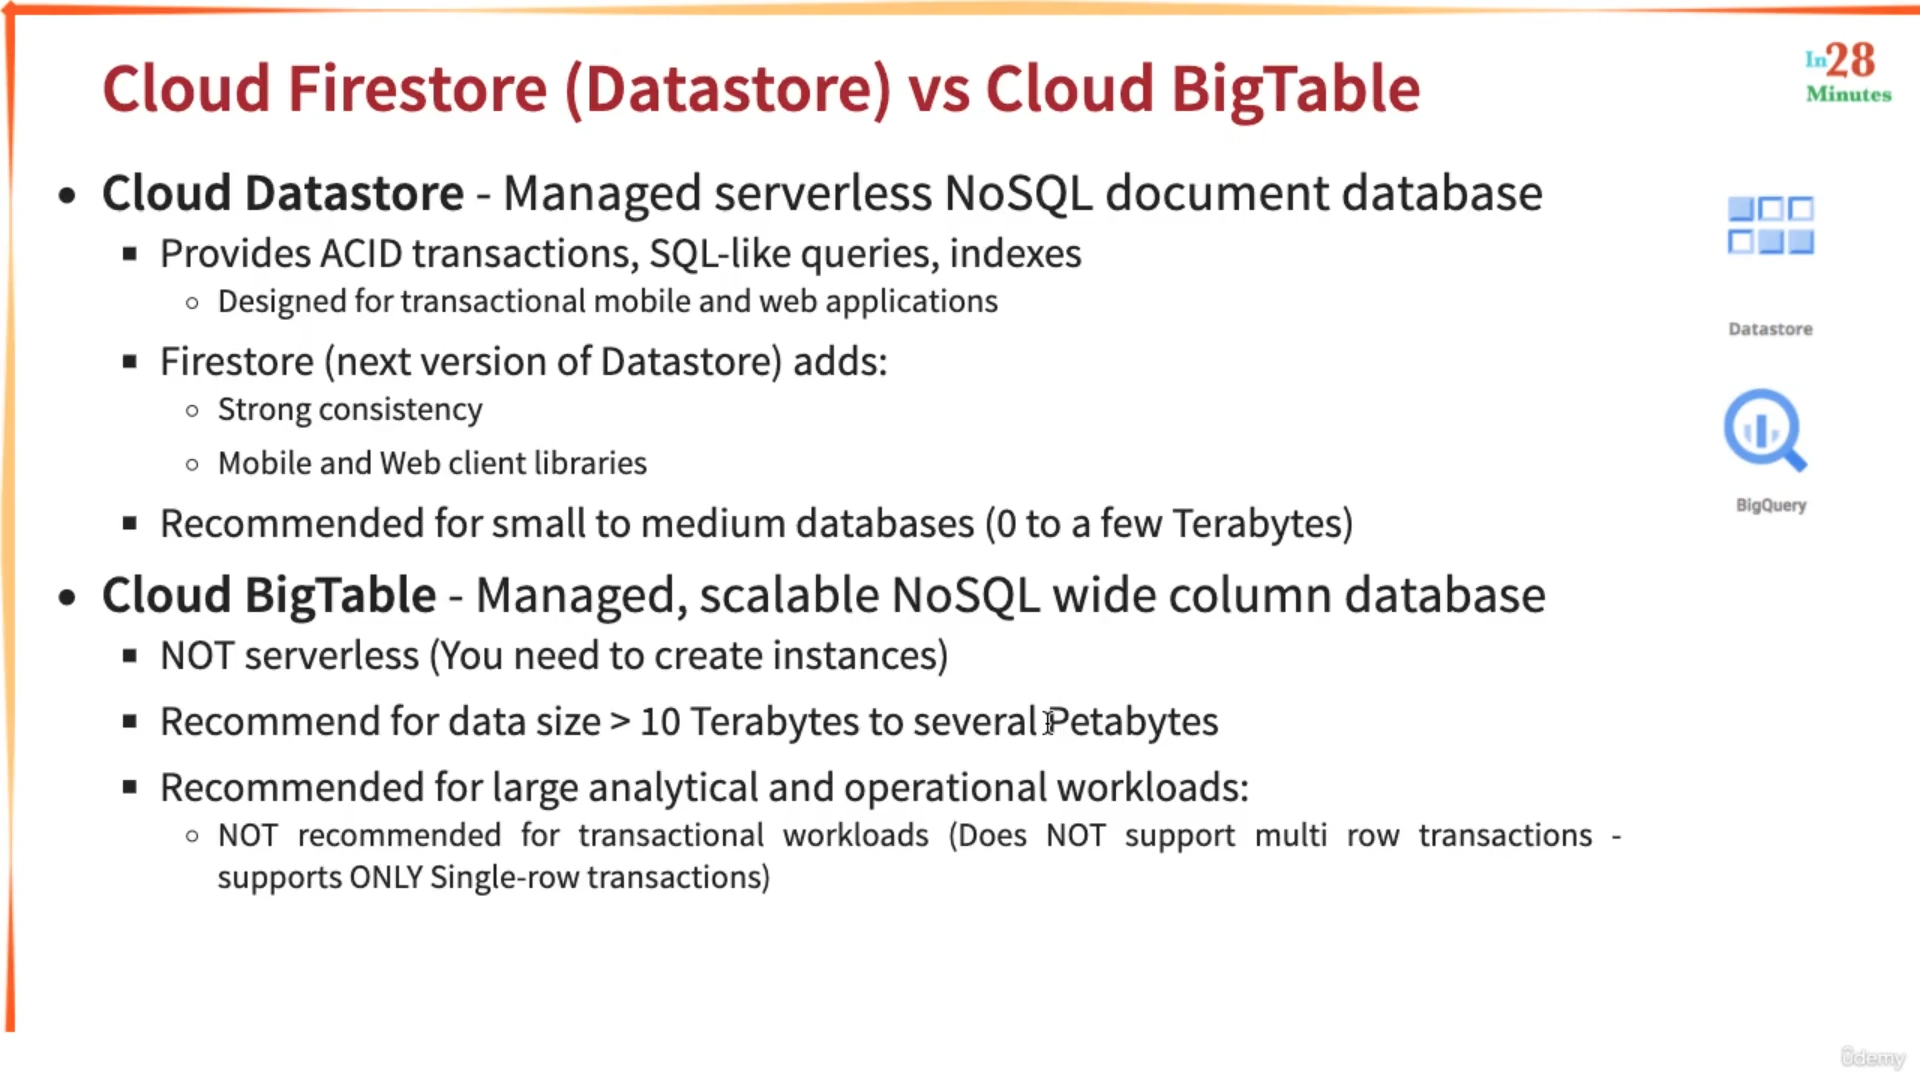 Cloud Firestore (Datastore) vs Cloud BigTable
In28
Minutes
• Cloud Datastore - Managed serverless NoSQL document database
▪ Provides ACID transactions, SQL-like queries, indexes
○ Designed for transactional mobile and web applications
▪ Firestore (next version of Datastore) adds:
○ Strong consistency
○ Mobile and Web client libraries
▪ Recommended for small to medium databases (0 to a few Terabytes)
• Cloud BigTable - Managed, scalable NoSQL wide column database
▪ NOT serverless (You need to create instances)
▪ Recommend for data size > 10 Terabytes to several Petabytes
▪ Recommended for large analytical and operational workloads:
○ NOT recommended for transactional workloads (Does NOT support multi row transactions -
supports ONLY Single-row transactions)
Datastore
BigQuery
ûdemy